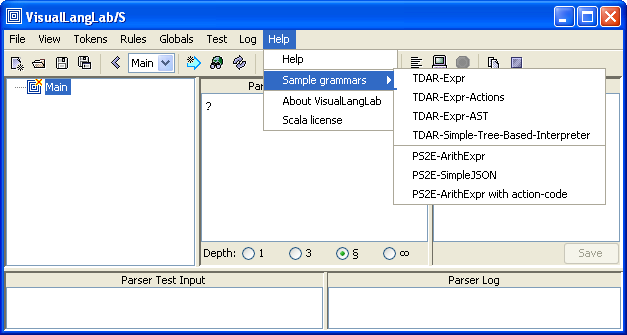 VisualLangLab/S
File View Tokens Rules Globals Test Log Help
Main
Help
Sample grammars
About VisualLangLab
Scala license
TDAR-Expr
TDAR-Expr-Actions
TDAR-Expr-AST
TDAR-Simple-Tree-Based-Interpreter
PS2E-ArithExpr
PS2E-SimpleJSON
PS2E-ArithExpr with action-code
Main
?
Depth: 1 3 § ∞ Save
Parser Test Input Parser Log